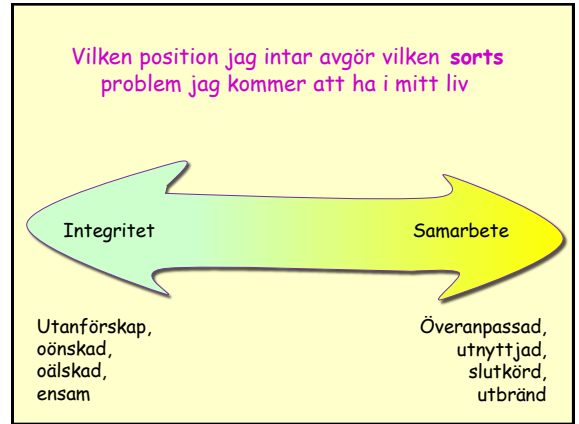 Vilken position jag intar avgör vilken sorts
problem jag kommer att ha i mitt liv
Integritet
Samarbete
Utanförskap,
oönskad,
oälskad,
ensam
Överanpassad,
utnyttjad,
slutkörd,
utbränd